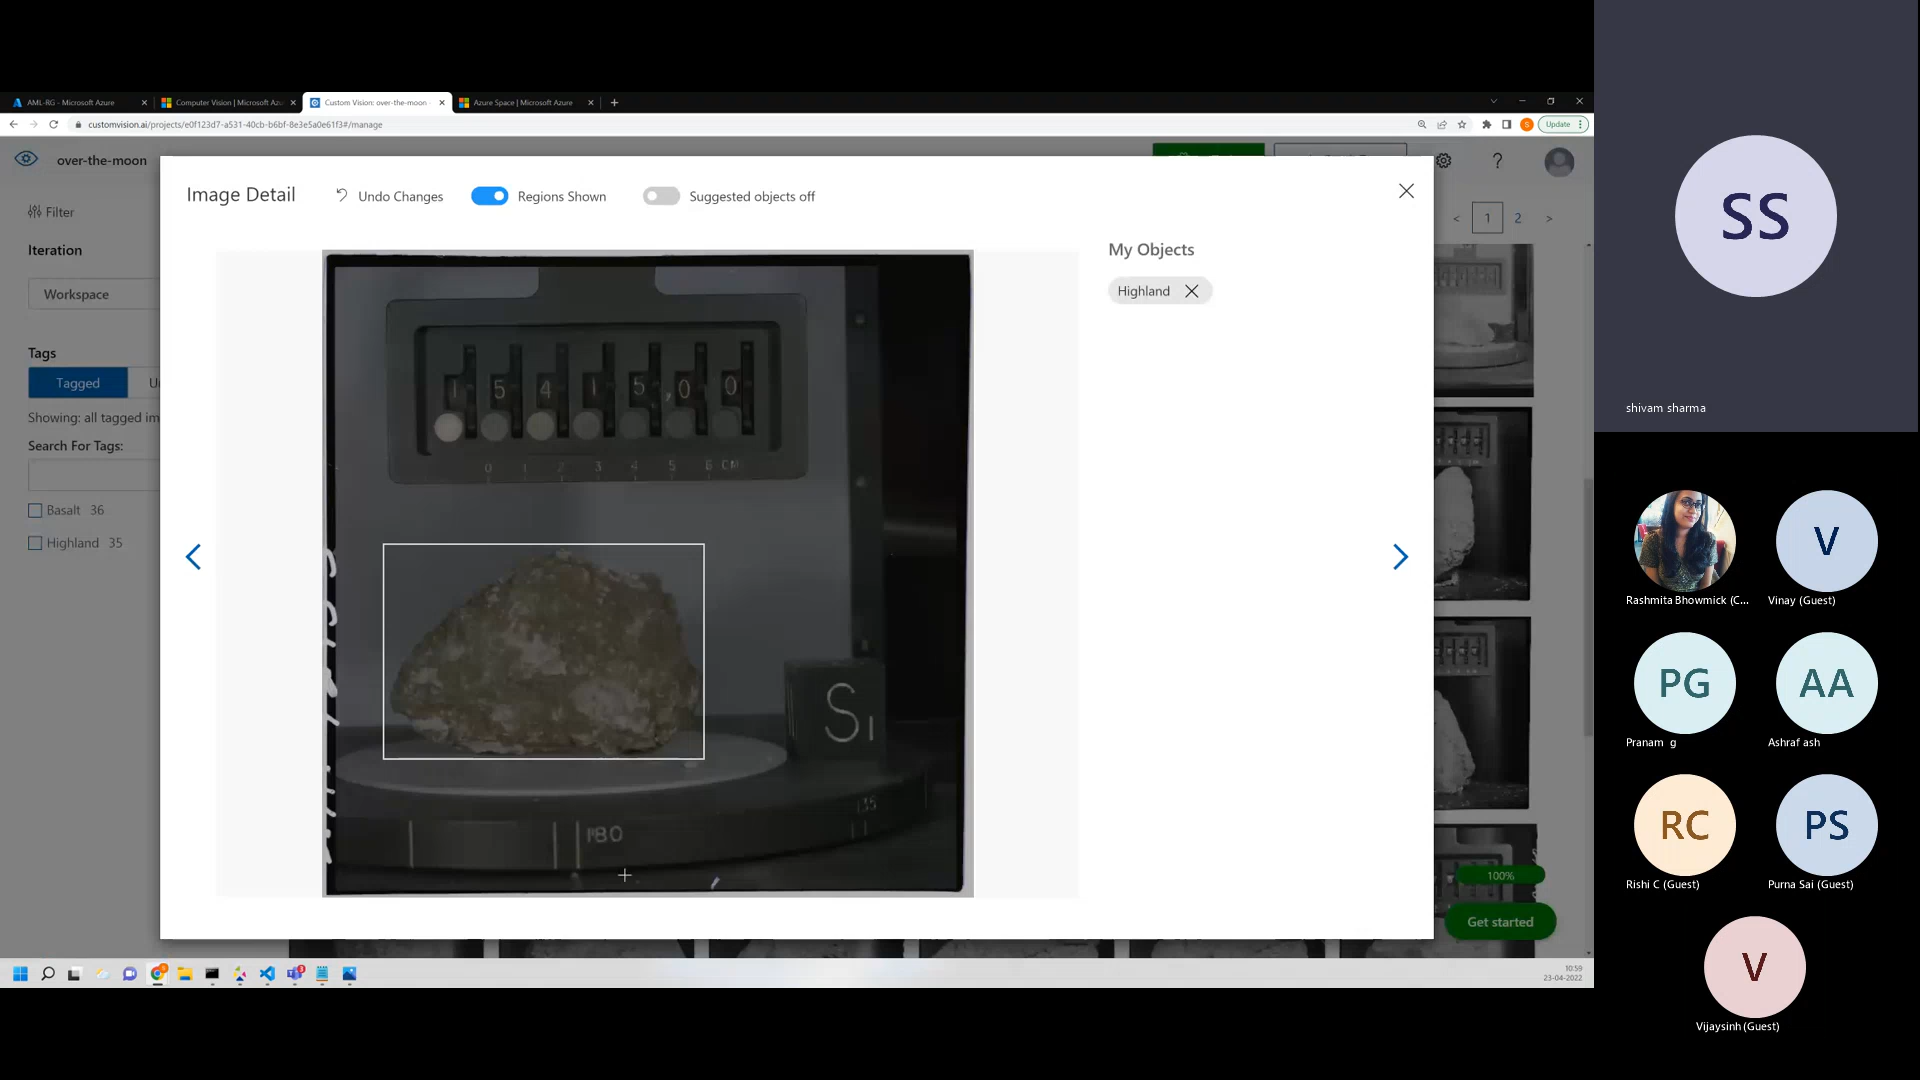 AML-RG - Microsoft Azure
Computer Vision | Microsoft Azu
Custom Vision: over-the-moon -
Azure Space | Microsoft Azure
customvision.ai/projects/e0f123d7-a531-40cb-b6bf-8e3e5a0e61f3#/manage
Update
over-the-moon
Image Detail
Undo Changes
Regions Shown
Suggested objects off
?
Filter
< 1 2 >
Iteration
My Objects
Workspace
Highland
Tags
Tagged
Showing: all tagged im
Search For Tags:
Basalt 36
Highland 35
1 5 4 1 5 , 0 0
0 1 2 3 4 5 6 CM
S1
135
180
100%
Get started
10:59
23-04-2022
SS
shivam sharma
Rashmita Bhowmick (C...
V
Vinay (Guest)
PG
Pranam g
AA
Ashraf ash
RC
Rishi C (Guest)
PS
Purna Sai (Guest)
V
Vijaysinh (Guest)